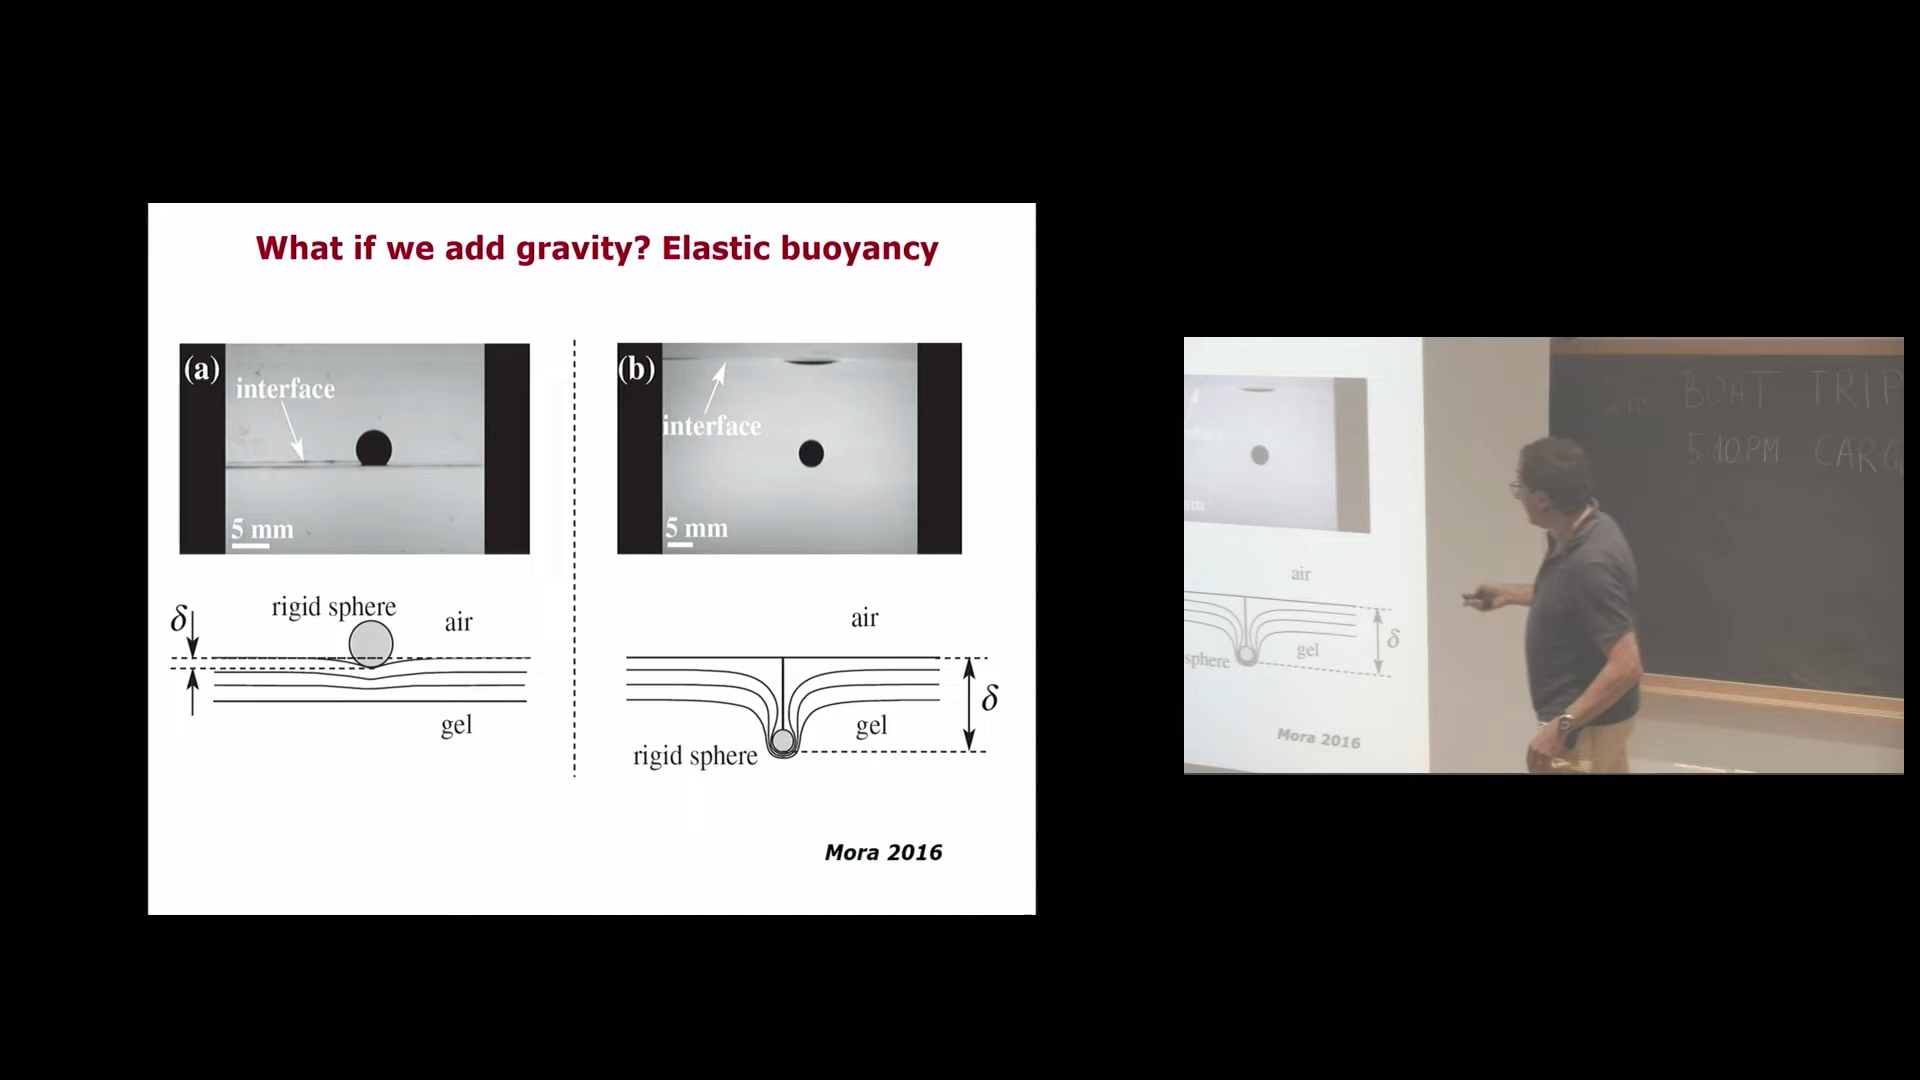 What if we add gravity? Elastic buoyancy
(a)
interface
5 mm
(b)
interface
5 mm
δ
rigid sphere
air
gel
air
δ
gel
rigid sphere
Mora 2016
air
δ
gel
sphere
Mora 2016
BOAT TRIP
5:10PM CARG